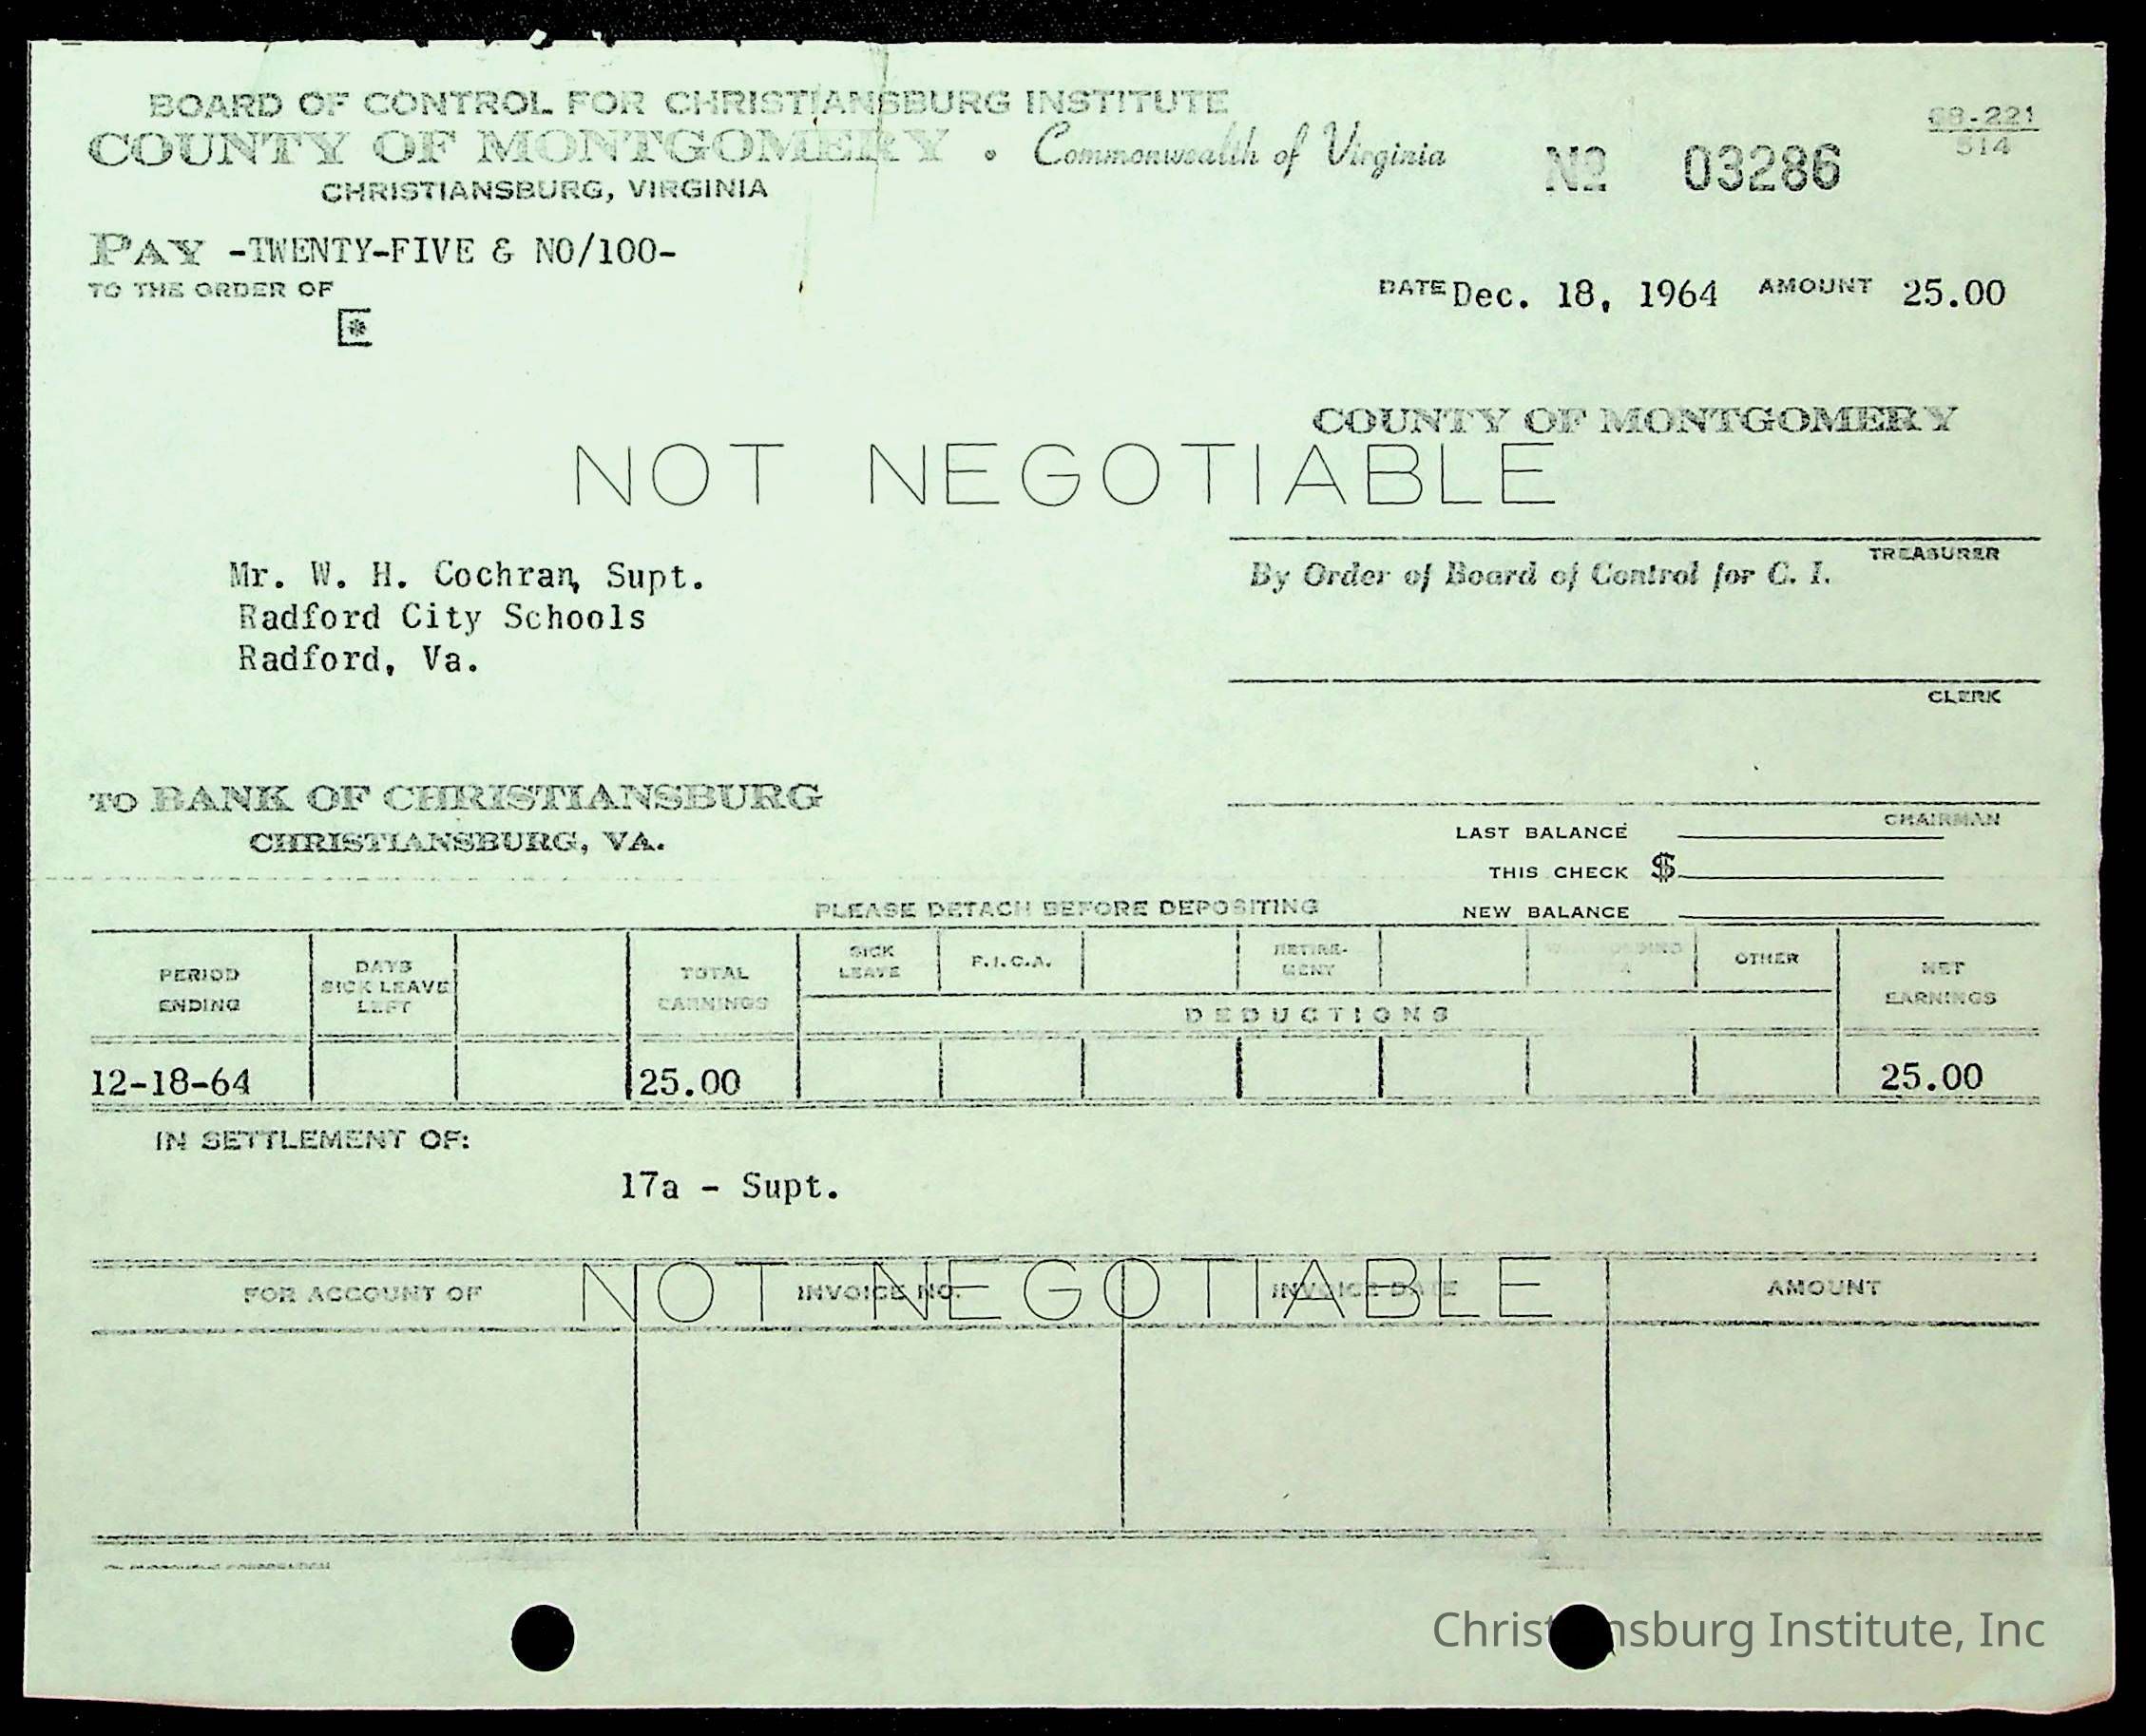 BOARD OF CONTROL FOR CHRISTIANSBURG INSTITUTE
COUNTY OF MONTGOMERY • Commonwealth of Virginia
CHRISTIANSBURG, VIRGINIA
No 03286
68-221
514
PAY -TWENTY-FIVE & NO/100-
TO THE ORDER OF
DATE Dec. 18, 1964 AMOUNT 25.00
*
COUNTY OF MONTGOMERY
NOT NEGOTIABLE
TREASURER
By Order of Board of Control for C. I.
Mr. W. H. Cochran, Supt.
Radford City Schools
Radford, Va.
CLERK
TO BANK OF CHRISTIANSBURG
CHRISTIANSBURG, VA.
CHAIRMAN
LAST BALANCE
THIS CHECK $
NEW BALANCE
PLEASE DETACH BEFORE DEPOSITING
PERIOD ENDING
DAYS SICK LEAVE LEFT
TOTAL EARNINGS
SICK LEAVE
F.I.C.A.
RETIRE-MENT
OTHER
NET EARNINGS
DEDUCTIONS
12-18-64 25.00 25.00
IN SETTLEMENT OF:
17a - Supt.
NOT NEGOTIABLE
FOR ACCOUNT OF INVOICE NO. INVOICE DATE AMOUNT
Institute, Inc